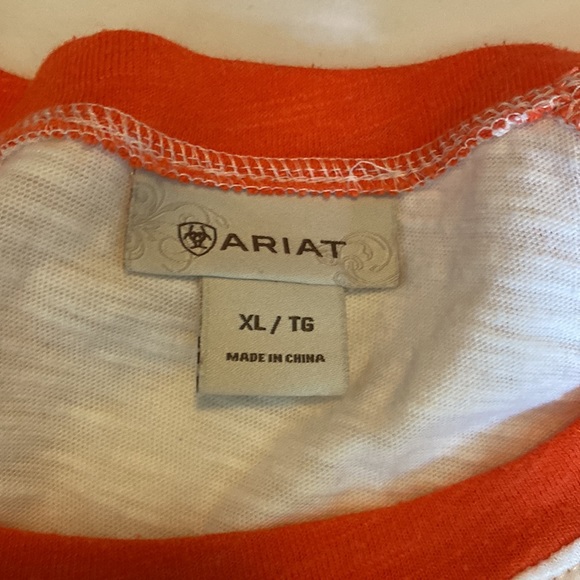 ARIAT
XL / TG
MADE IN CHINA